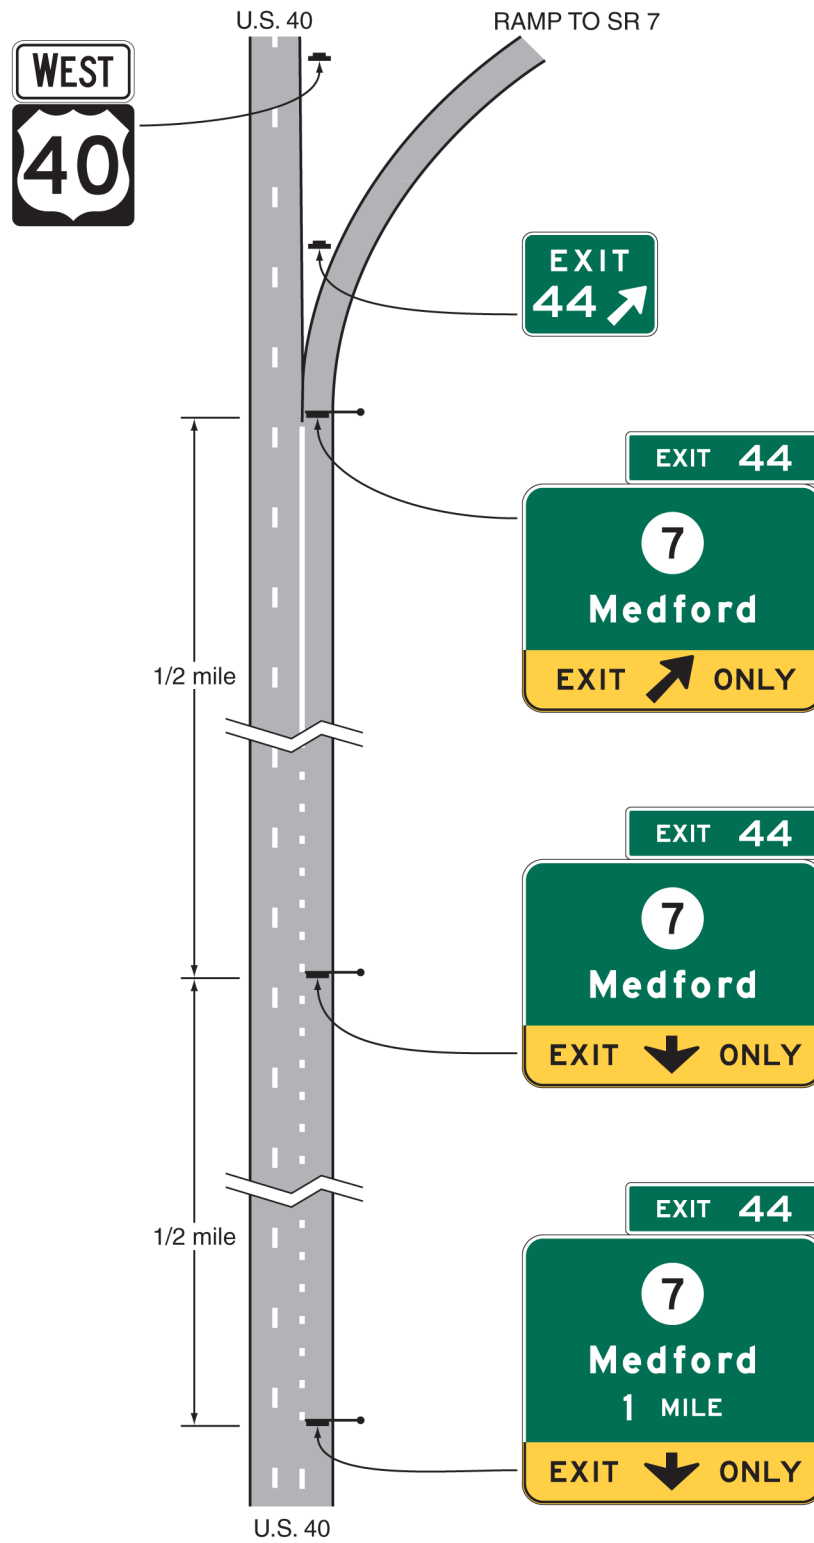 U.S. 40
RAMP TO SR 7
WEST
40
EXIT
44
EXIT 44
7
Medford
EXIT ONLY
1/2 mile
EXIT 44
7
Medford
EXIT ONLY
EXIT 44
1/2 mile
7
Medford
1 MILE
EXIT ONLY
U.S. 40